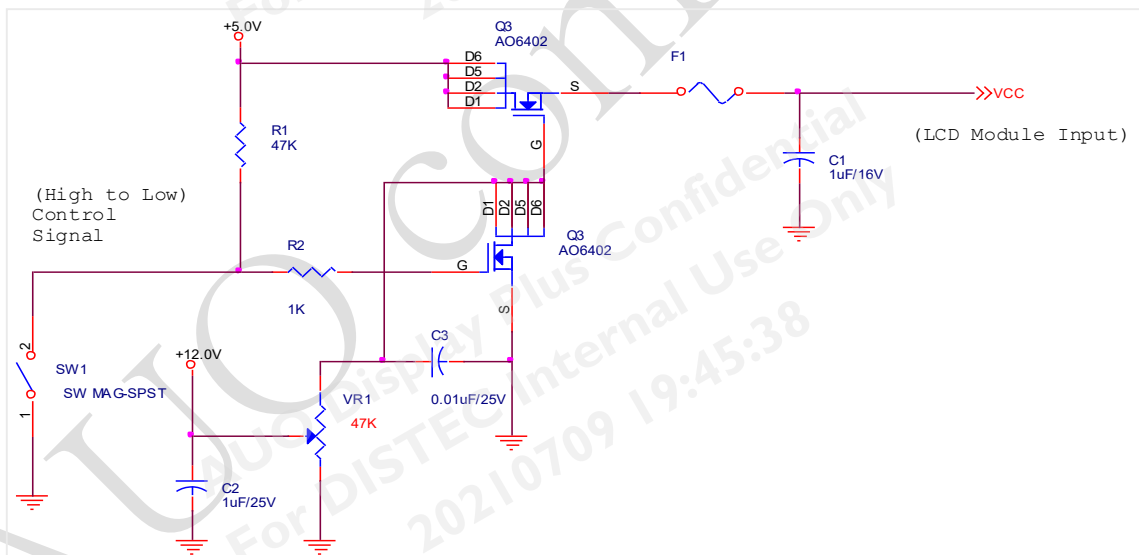 +5.0V
Q3
AO6402
F1
D6
D5
D2
D1
S
VCC
(LCD Module Input)
R1
47K
G
C1
1uF/16V
(High to Low)
Control
Signal
D1
D2
D5
D6
Q3
AO6402
R2
G
1K
S
+12.0V
C3
2
SW1
SW MAG-SPST
1
VR1
47K
0.01uF/25V
C2
1uF/25V
AUO Display Plus Confidential
For DISTEC Internal Use Only
20210709 19:45:38